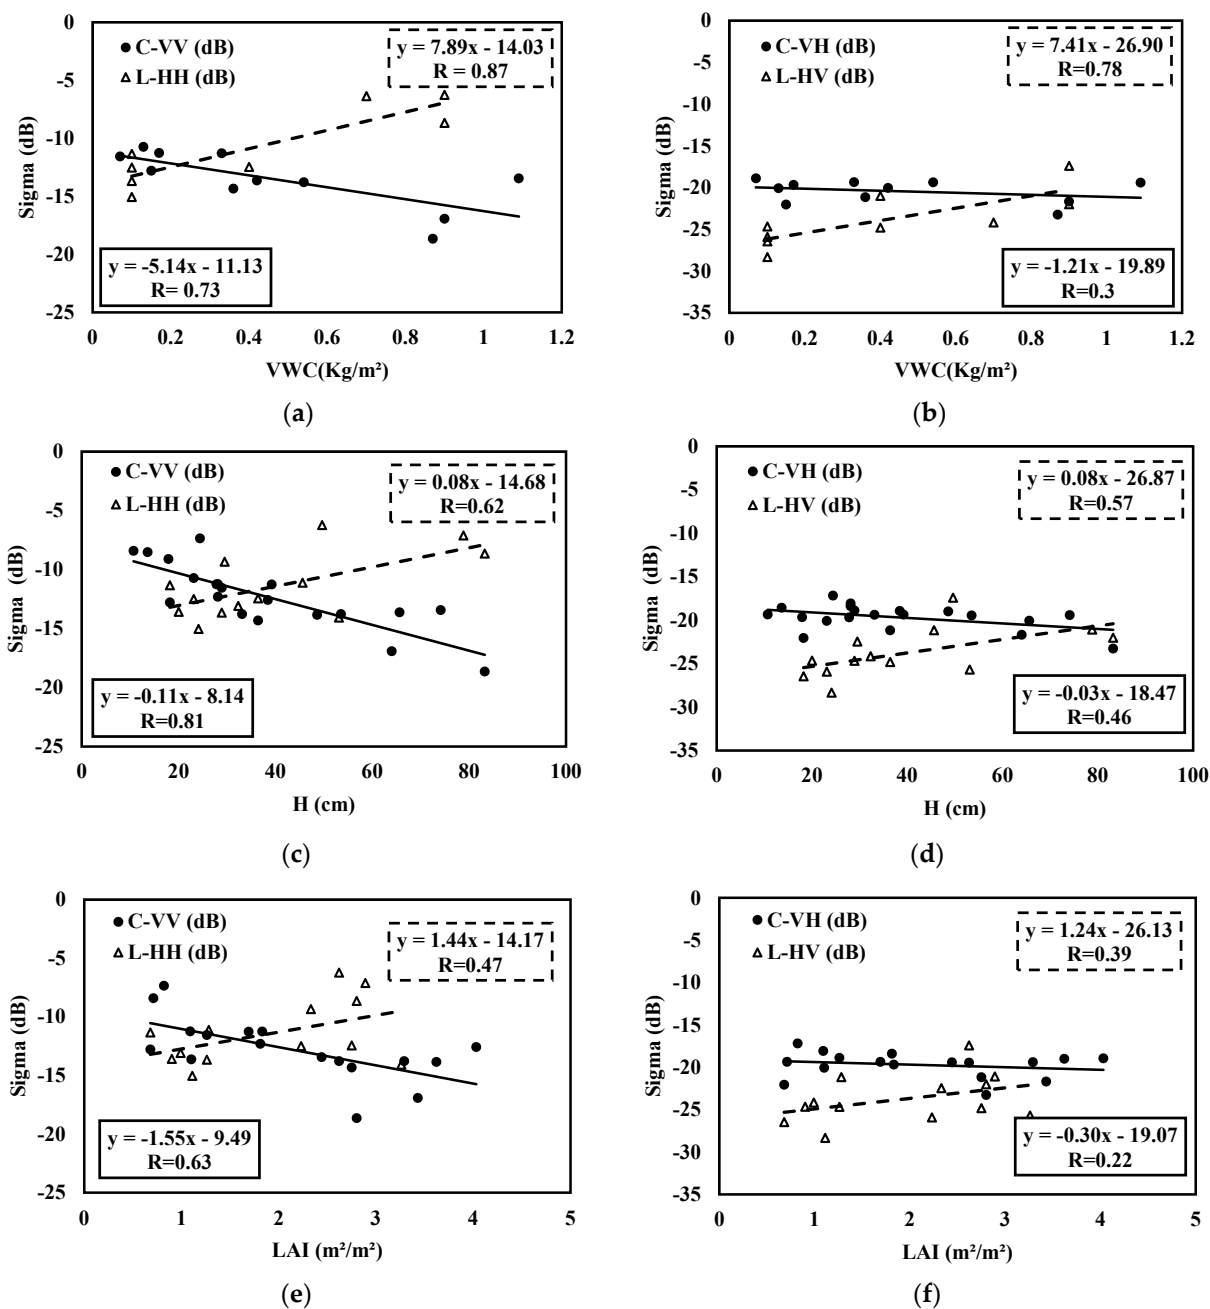 0
-5
-10
-15
-20
-25
Sigma (dB)
C-VV (dB)
L-HH (dB)
y = 7.89x - 14.03
R = 0.87
y = -5.14x - 11.13
R= 0.73
0 0.2 0.4 0.6 0.8 1 1.2
VWC(Kg/m²)
(a)
-5
-10
-15
-20
-25
-30
-35
Sigma (dB)
C-VH (dB)
L-HV (dB)
y = 7.41x - 26.90
R=0.78
y = -1.21x - 19.89
R=0.3
0 0.2 0.4 0.6 0.8 1 1.2
VWC(Kg/m²)
(b)
0
-5
-10
-15
-20
-25
Sigma (dB)
C-VV (dB)
L-HH (dB)
y = 0.08x - 14.68
R=0.62
y = -0.11x - 8.14
R=0.81
0 20 40 60 80 100
H (cm)
(c)
0
-5
-10
-15
-20
-25
-30
-35
Sigma (dB)
C-VH (dB)
L-HV (dB)
y = 0.08x - 26.87
R=0.57
y = -0.03x - 18.47
R=0.46
0 20 40 60 80 100
H (cm)
(d)
0
-5
-10
-15
-20
-25
Sigma (dB)
C-VV (dB)
L-HH (dB)
y = 1.44x - 14.17
R=0.47
y = -1.55x - 9.49
R=0.63
0 1 2 3 4 5
LAI (m²/m²)
(e)
0
-5
-10
-15
-20
-25
-30
-35
Sigma (dB)
C-VH (dB)
L-HV (dB)
y = 1.24x - 26.13
R=0.39
y = -0.30x - 19.07
R=0.22
0 1 2 3 4 5
LAI (m²/m²)
(f)